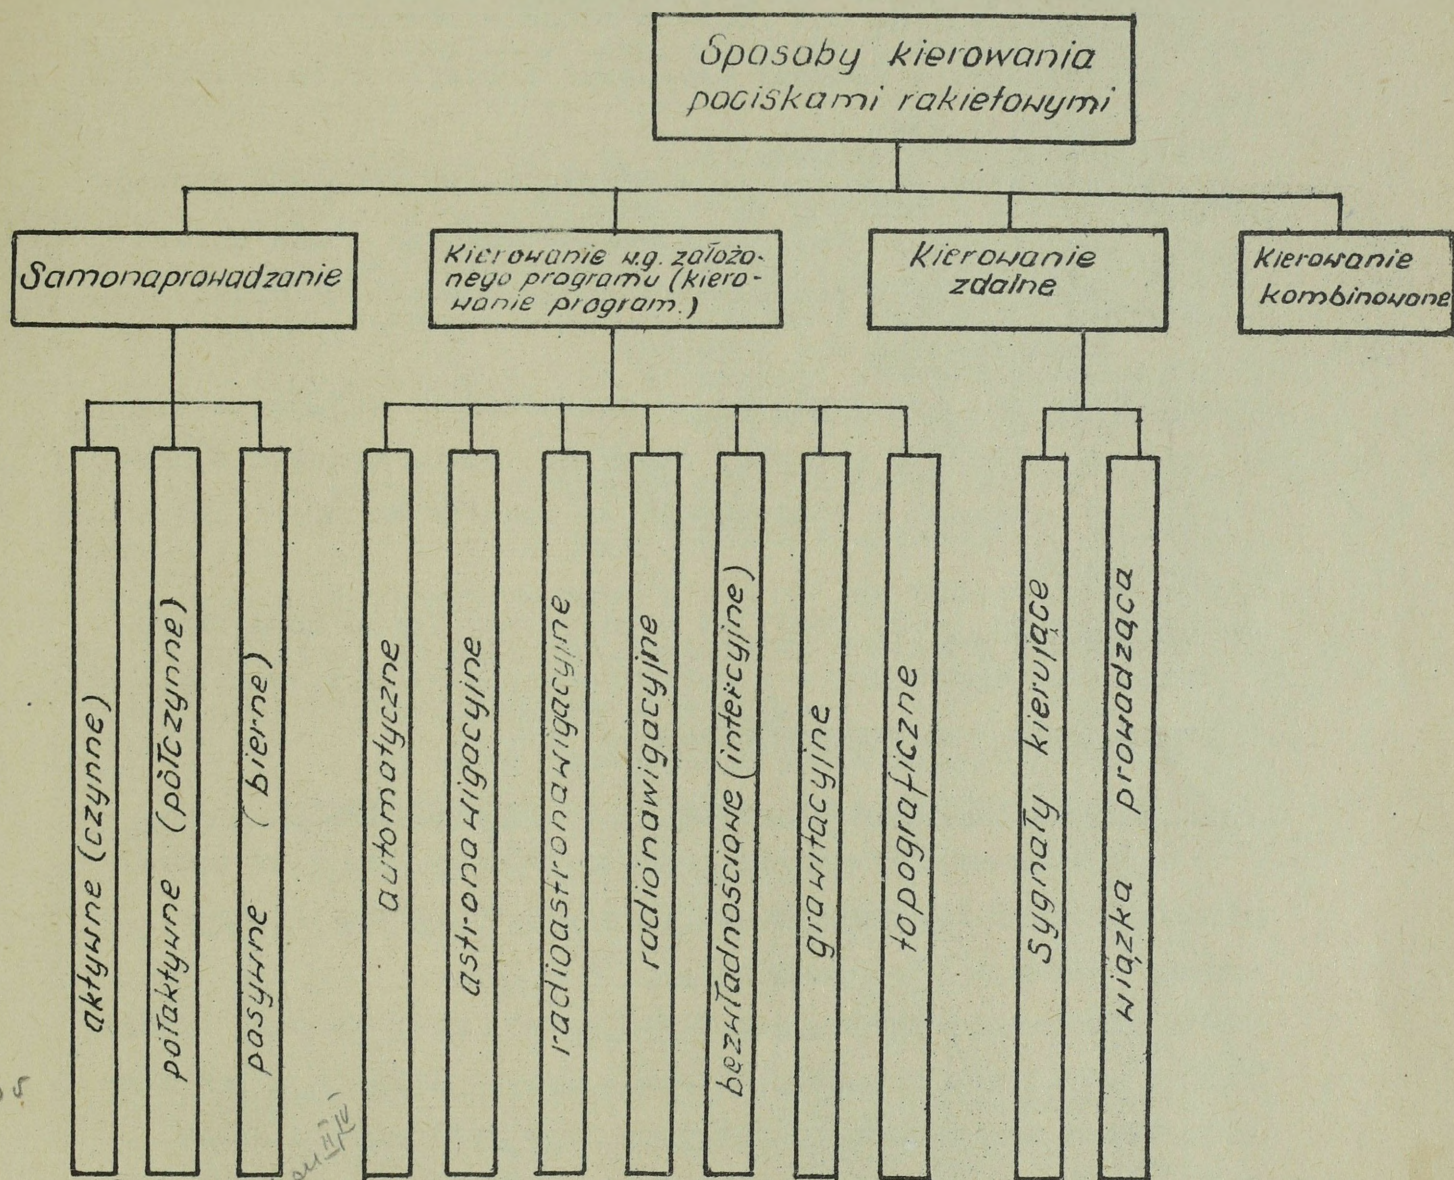 Sposoby kierowania
pociskami rakietowymi
Samonaprowadzanie
Kierowanie w.g. założo-
nego programu (kiero-
wanie program.)
Kierowanie
zdalne
Kierowanie
kombinowane
aktywne (czynne)
półaktywne (półczynne)
pasywne (bierne)
automatyczne
astronawigacyjne
radioastronawigacyjne
radionawigacyjne
bezwładnościowe (intercyjne)
grawitacyjne
topograficzne
Sygnały kierujące
wiązka prowadząca